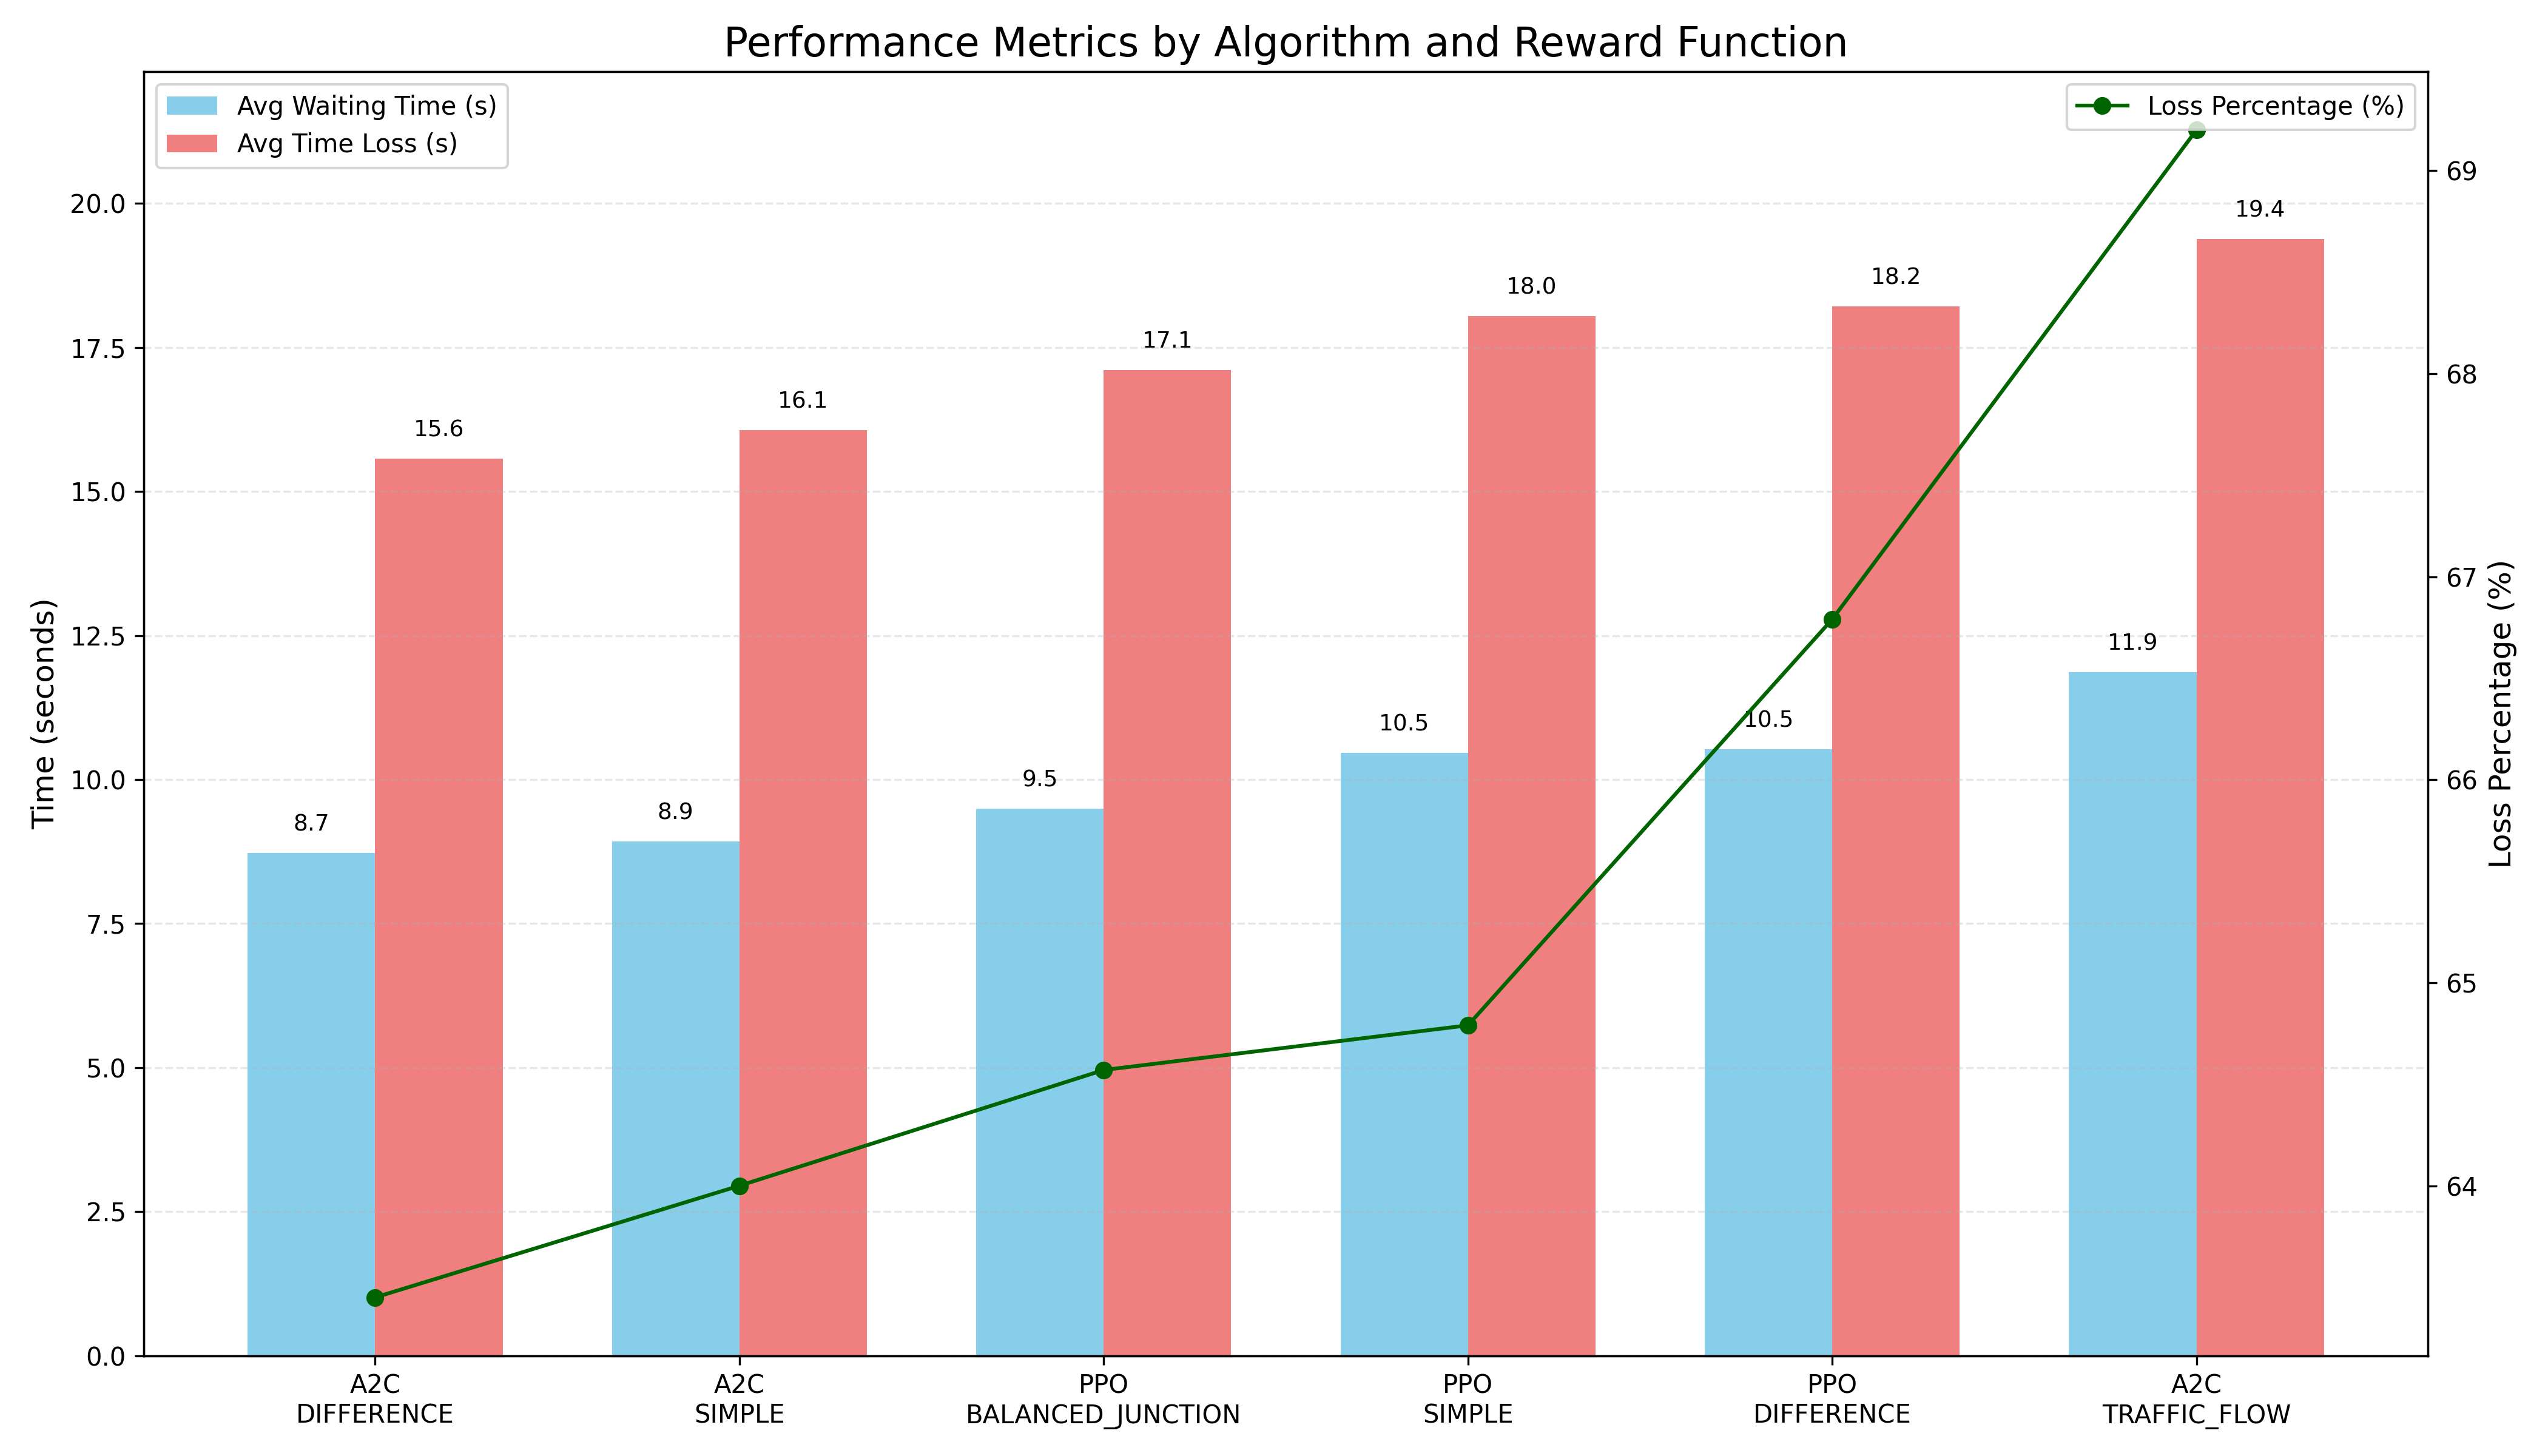 Performance Metrics by Algorithm and Reward Function
Avg Waiting Time (s)
Avg Time Loss (s)
Loss Percentage (%)
Time (seconds)
20.0
17.5
15.0
12.5
10.0
7.5
5.0
2.5
0.0
8.7
15.6
8.9
16.1
9.5
17.1
10.5
18.0
10.5
18.2
11.9
19.4
69
68
67
66
65
64
Loss Percentage (%)
A2C
DIFFERENCE
A2C
SIMPLE
PPO
BALANCED_JUNCTION
PPO
SIMPLE
PPO
DIFFERENCE
A2C
TRAFFIC_FLOW